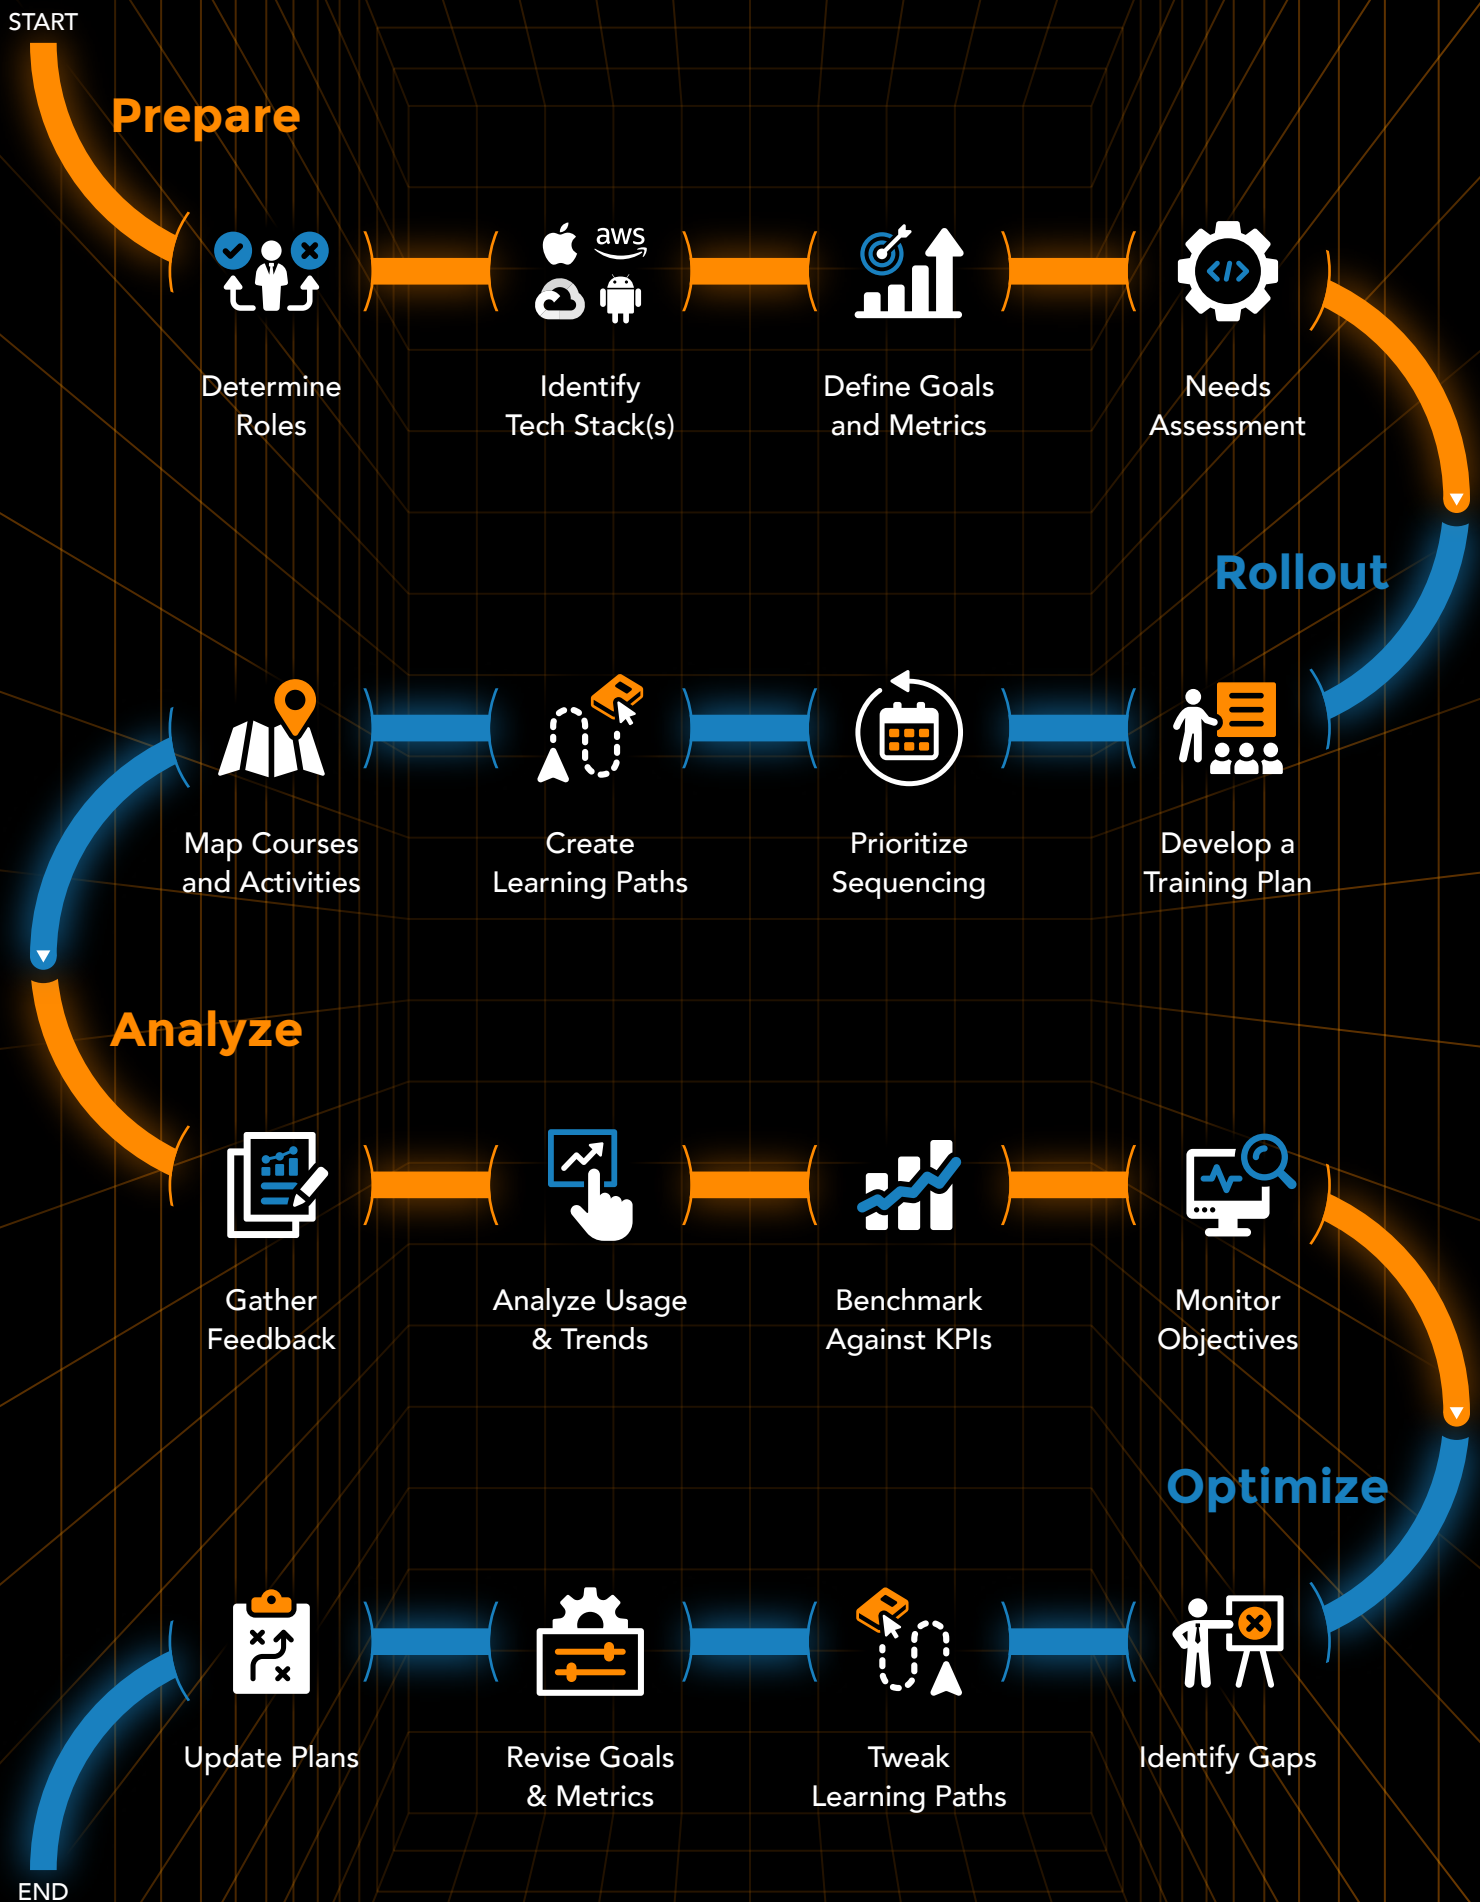 START
Prepare
aws
</>
Determine
Roles
Identify
Tech Stack(s)
Define Goals
and Metrics
Needs
Assessment
Rollout
Develop a
Training Plan
Prioritize
Sequencing
Create
Learning Paths
Map Courses
and Activities
Analyze
Gather
Feedback
Analyze Usage
& Trends
Benchmark
Against KPIs
Monitor
Objectives
Optimize
Identify Gaps
Tweak
Learning Paths
Revise Goals
& Metrics
Update Plans
END